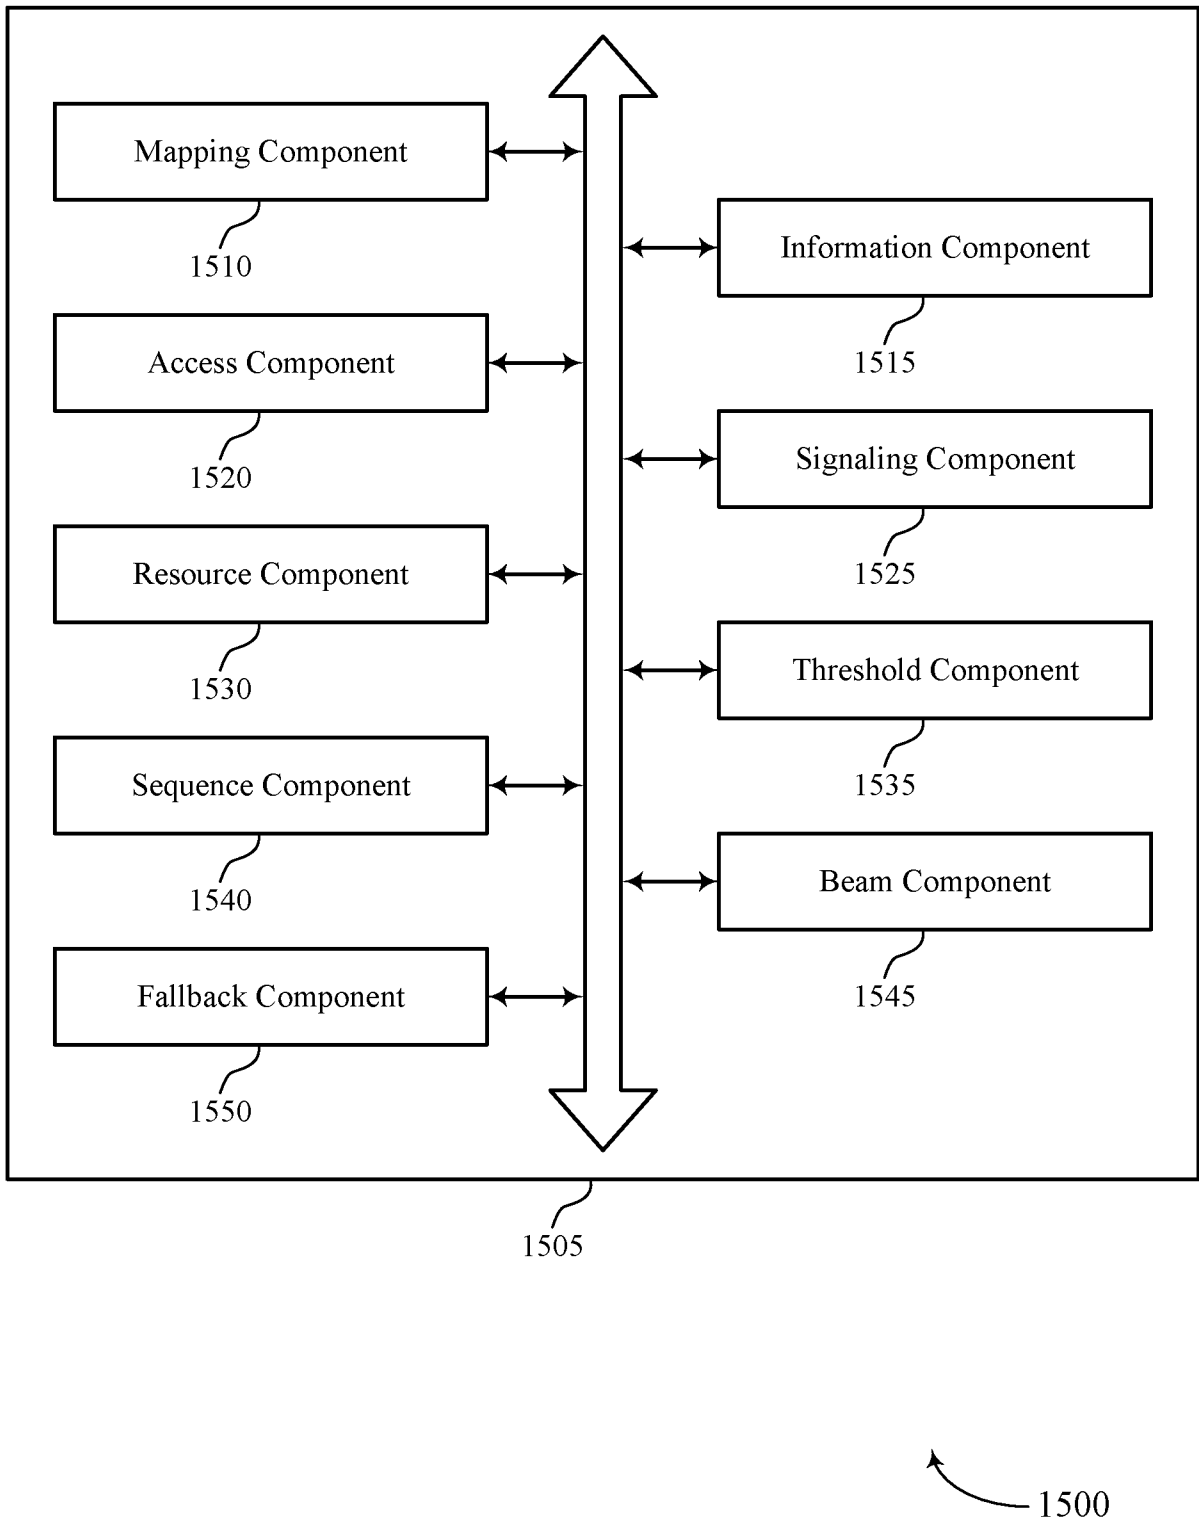 Mapping Component
1510
Information Component
1515
Access Component
1520
Signaling Component
1525
Resource Component
1530
Threshold Component
1535
Sequence Component
1540
Beam Component
1545
Fallback Component
1550
1505
1500